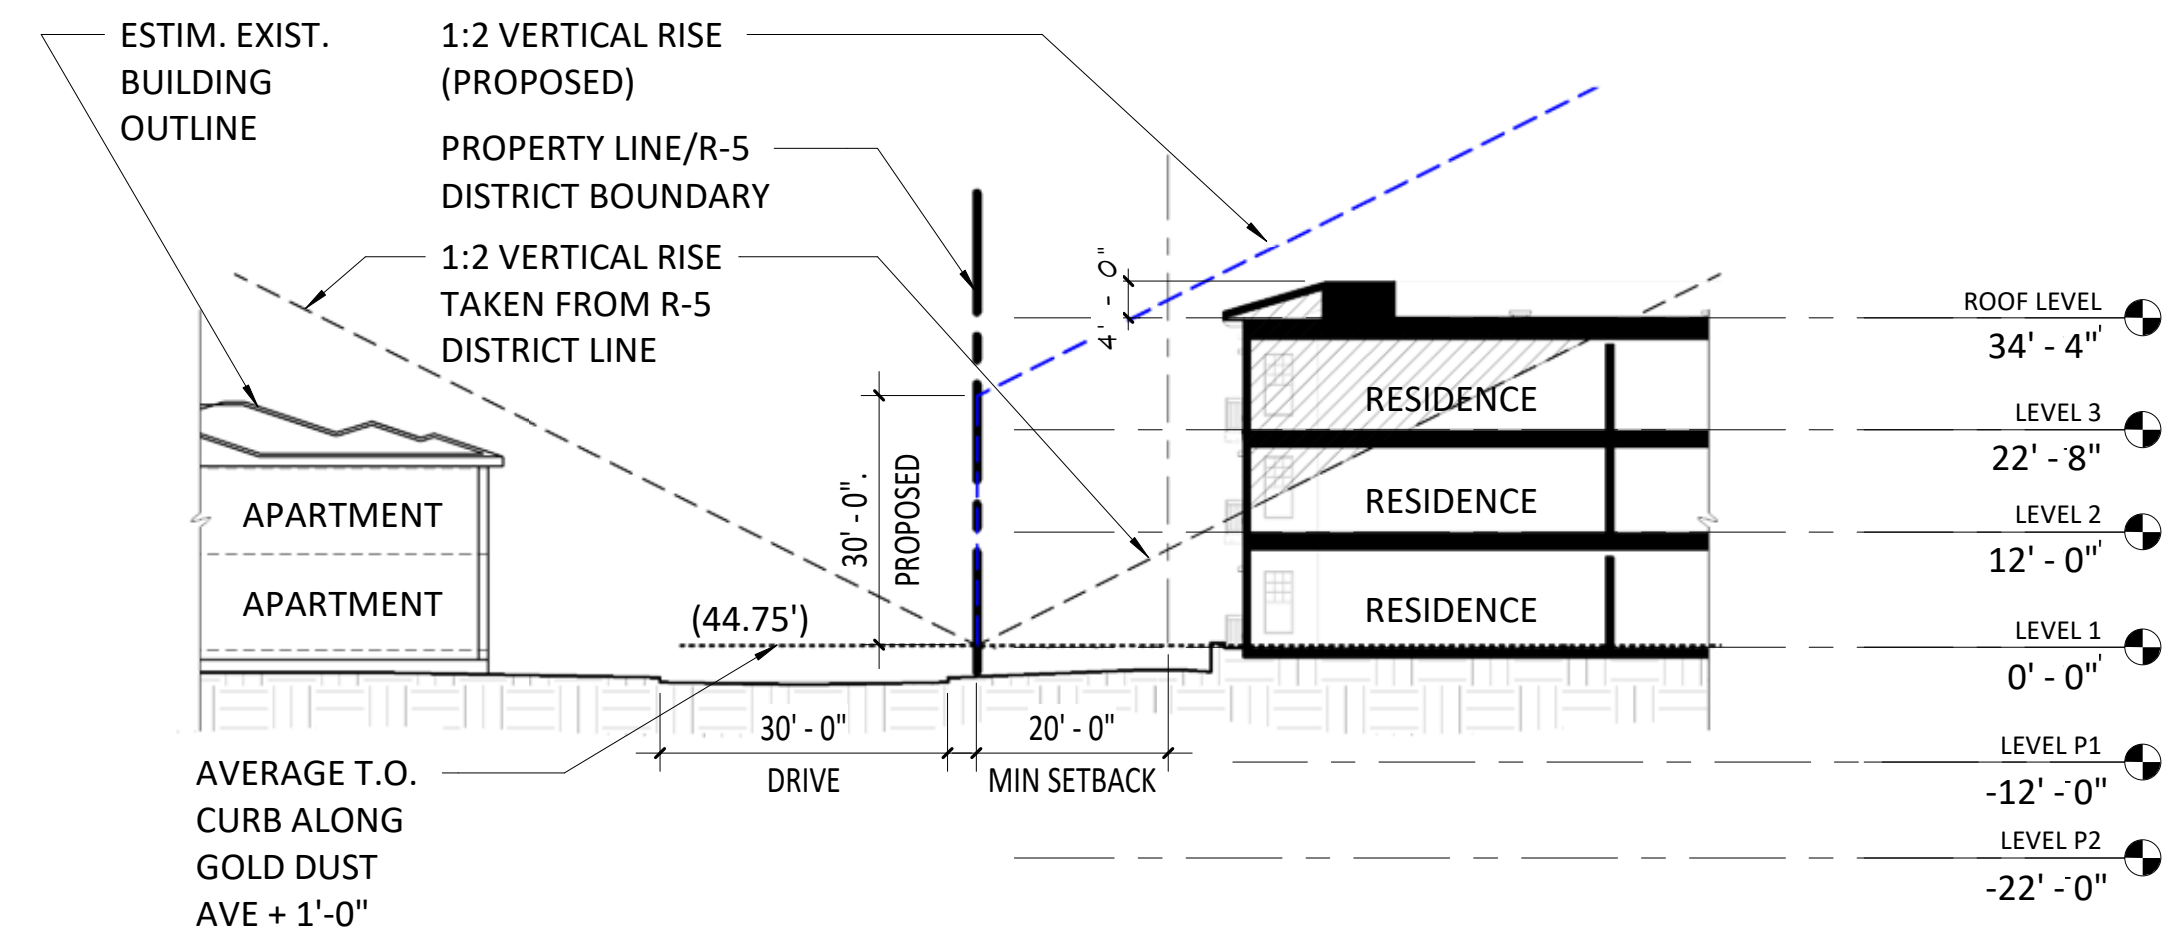 ESTIM. EXIST.
BUILDING
OUTLINE
1:2 VERTICAL RISE
(PROPOSED)
PROPERTY LINE/R-5
DISTRICT BOUNDARY
1:2 VERTICAL RISE
TAKEN FROM R-5
DISTRICT LINE
4' - 0"
30' - 0".
PROPOSED
APARTMENT
APARTMENT
(44.75')
RESIDENCE
RESIDENCE
RESIDENCE
30' - 0"
DRIVE
20' - 0"
MIN SETBACK
AVERAGE T.O.
CURB ALONG
GOLD DUST
AVE + 1'-0"
ROOF LEVEL
34' - 4"
LEVEL 3
22' - 8"
LEVEL 2
12' - 0"
LEVEL 1
0' - 0"
LEVEL P1
-12' - 0"
LEVEL P2
-22' - 0"